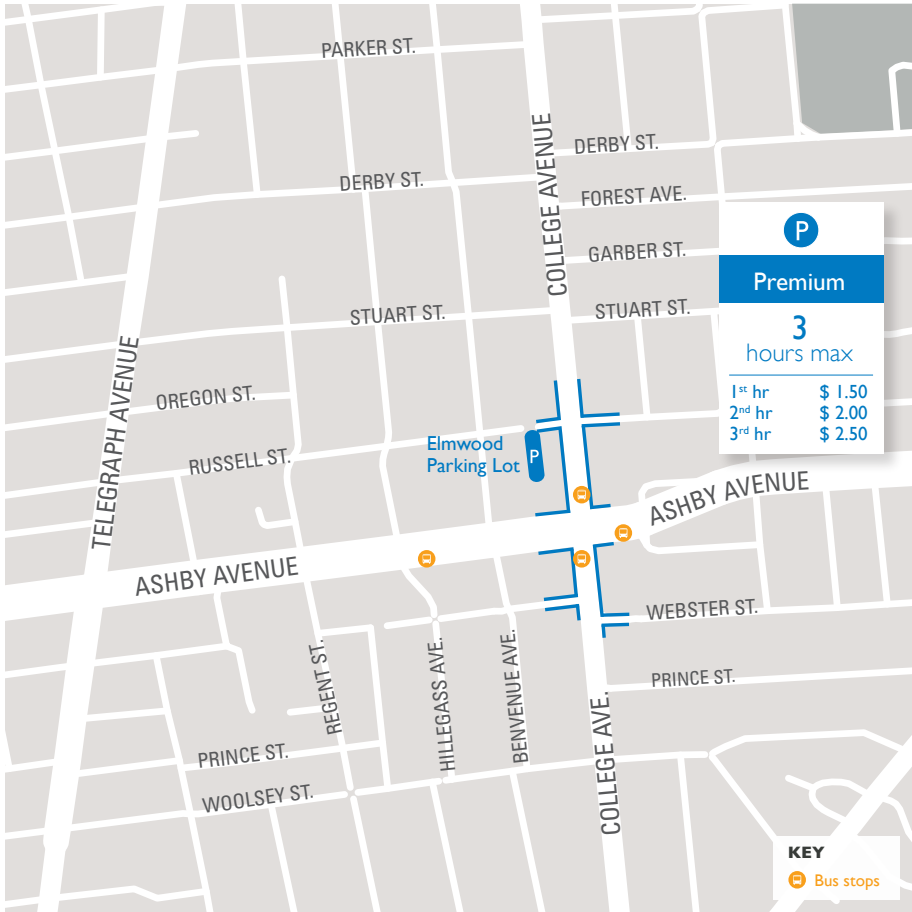 PARKER ST.
COLLEGE AVENUE
DERBY ST.
DERBY ST.
FOREST AVE.
GARBER ST.
STUART ST.
STUART ST.
P
Premium
3
hours max
1st hr $ 1.50
2nd hr $ 2.00
3rd hr $ 2.50
TELEGRAPH AVENUE
OREGON ST.
RUSSELL ST.
Elmwood
Parking Lot
P
ASHBY AVENUE
ASHBY AVENUE
WEBSTER ST.
REGENT ST.
HILLEGASS AVE.
BENVENUE AVE.
PRINCE ST.
COLLEGE AVE.
PRINCE ST.
WOOLSEY ST.
KEY
Bus stops